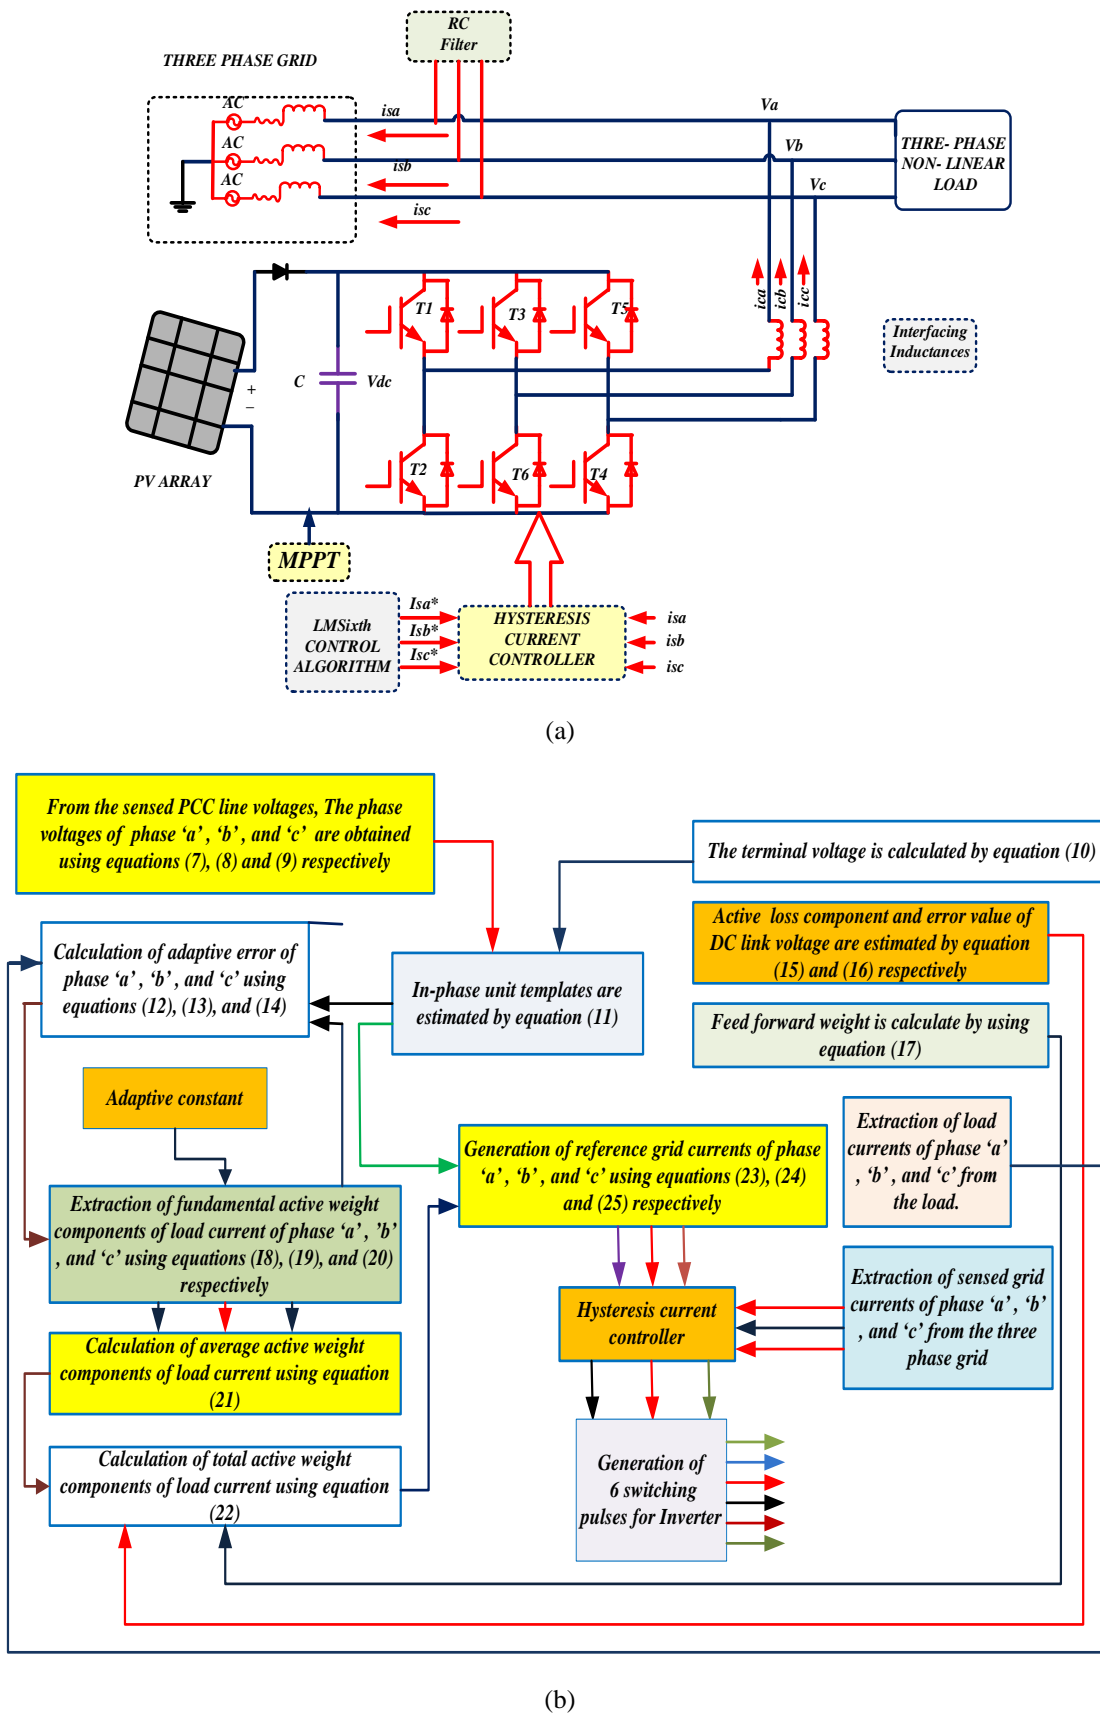 RC
Filter
THREE PHASE GRID
AC
AC
AC
isa
isb
isc
Va
Vb
Vc
THRE- PHASE
NON- LINEAR
LOAD
ica
icb
icc
Interfacing
Inductances
T1
T3
T5
T2
T6
T4
C
Vdc
+
−
PV ARRAY
MPPT
LMSixth
CONTROL
ALGORITHM
Isa*
Isb*
Isc*
HYSTERESIS
CURRENT
CONTROLLER
isa
isb
isc
(a)
From the sensed PCC line voltages, The phase
voltages of phase ‘a’ , ‘b’ , and ‘c’ are obtained
using equations (7), (8) and (9) respectively
The terminal voltage is calculated by equation (10)
Active loss component and error value of
DC link voltage are estimated by equation
(15) and (16) respectively
Calculation of adaptive error of
phase ‘a’ , ‘b’ , and ‘c’ using
equations (12), (13), and (14)
In-phase unit templates are
estimated by equation (11)
Feed forward weight is calculate by using
equation (17)
Adaptive constant
Extraction of load
currents of phase ‘a’
, ‘b’ , and ‘c’ from
the load.
Generation of reference grid currents of phase
‘a’ , ‘b’ , and ‘c’ using equations (23), (24)
and (25) respectively
Extraction of fundamental active weight
components of load current of phase ‘a’ , ’b’
, and ‘c’ using equations (I8), (19), and (20)
respectively
Extraction of sensed grid
currents of phase ‘a’ , ‘b’
, and ‘c’ from the three
phase grid
Hysteresis current
controller
Calculation of average active weight
components of load current using equation
(21)
Calculation of total active weight
components of load current using equation
(22)
Generation of
6 switching
pulses for Inverter
(b)